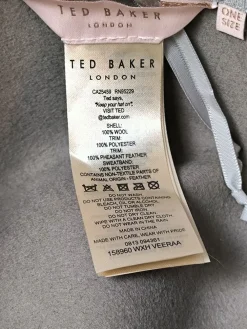 TED BAKER
LONDON
ONE
SIZE
TED BAKER
LONDON
CA25459 RN95229
Ted says,
"Keep your hat on".
VISIT TED
@tedbaker.com
SHELL:
100% WOOL
TRIM:
100% POLYESTER
TRIM:
100% PHEASANT FEATHER
SWEATBAND:
100% POLYESTER
CONTAINS NON-TEXTILE PARTS OF
ANIMAL ORIGIN - FEATHER
DO NOT WASH
DO NOT USE PRODUCTS CONTAINING
BLEACH, OIL OR ALCOHOL
DO NOT TUMBLE DRY
DO NOT IRON
DO NOT DRY CLEAN
WIPE WITH A CLEAN DRY CLOTH
DO NOT WEAR IN THE RAIN
MADE IN CHINA
MADE WITH CARE, WEAR WITH PRIDE
0813 094361
158960 WXH VEERAA